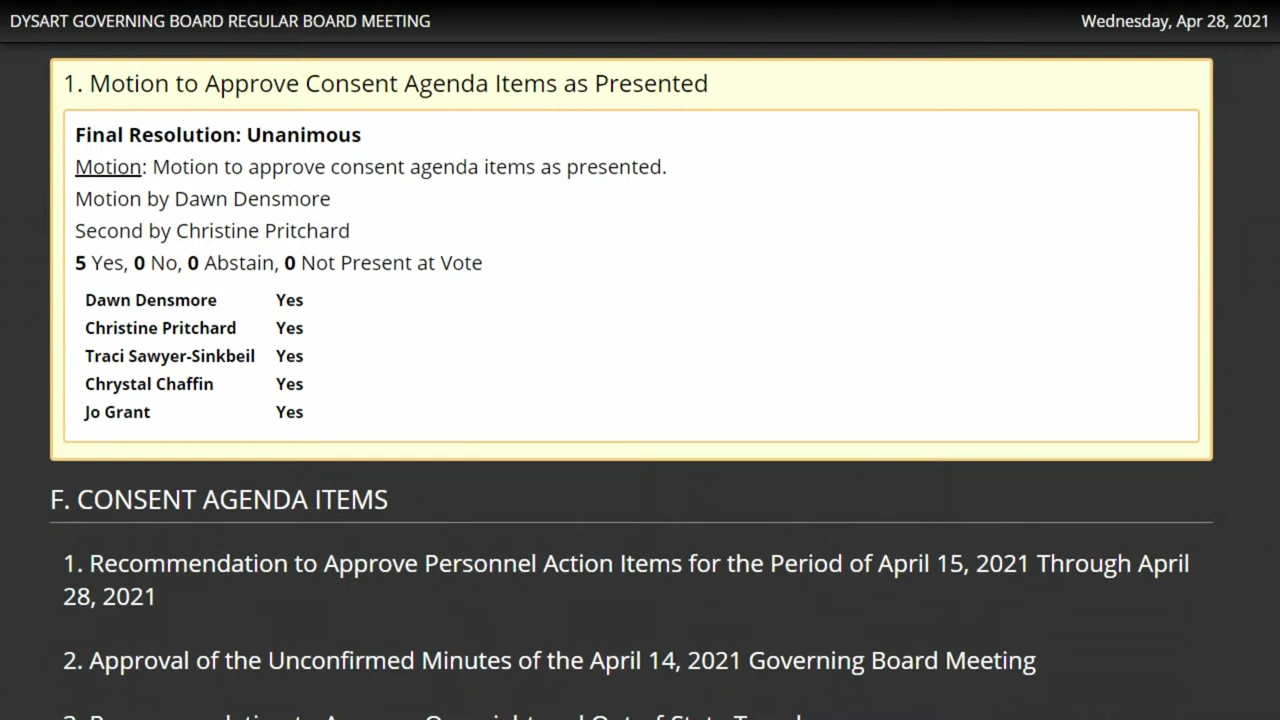 DYSART GOVERNING BOARD REGULAR BOARD MEETING
Wednesday, Apr 28, 2021
1. Motion to Approve Consent Agenda Items as Presented
Final Resolution: Unanimous
Motion: Motion to approve consent agenda items as presented.
Motion by Dawn Densmore
Second by Christine Pritchard
5 Yes, 0 No, 0 Abstain, 0 Not Present at Vote
Dawn Densmore Yes
Christine Pritchard Yes
Traci Sawyer-Sinkbeil Yes
Chrystal Chaffin Yes
Jo Grant Yes
F. CONSENT AGENDA ITEMS
1. Recommendation to Approve Personnel Action Items for the Period of April 15, 2021 Through April
28, 2021
2. Approval of the Unconfirmed Minutes of the April 14, 2021 Governing Board Meeting